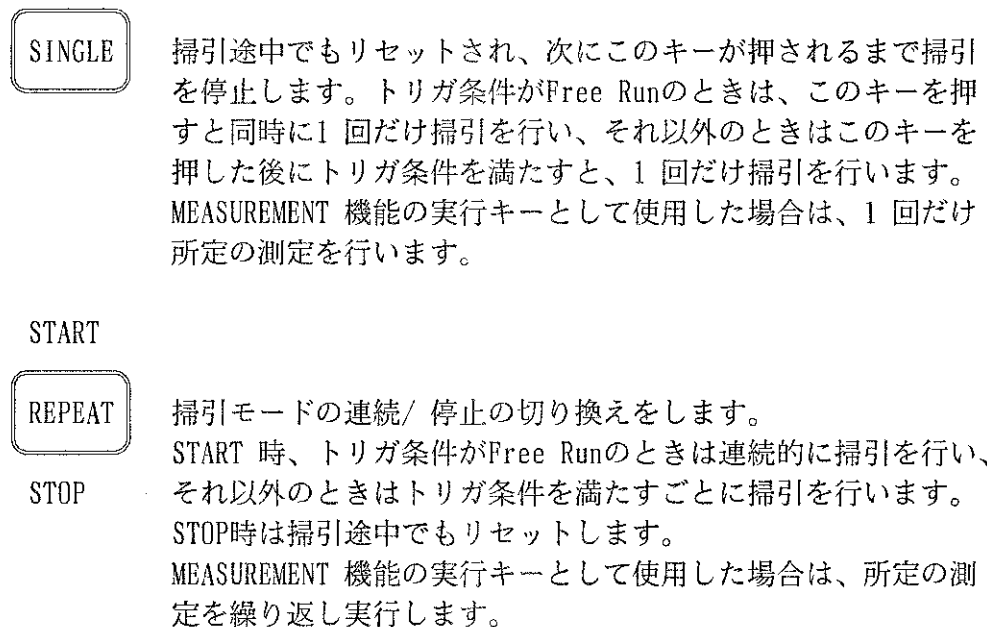 SINGLE 掃引途中でもリセットされ、次にこのキーが押されるまで掃引
を停止します。トリガ条件がFree Runのときは、このキーを押
すと同時に1 回だけ掃引を行い、それ以外のときはこのキーを
押した後にトリガ条件を満たすと、1 回だけ掃引を行います。
MEASUREMENT 機能の実行キーとして使用した場合は、1 回だけ
所定の測定を行います。
START
REPEAT 掃引モードの連続/ 停止の切り換えをします。
START 時、トリガ条件がFree Runのときは連続的に掃引を行い、
STOP それ以外のときはトリガ条件を満たすごとに掃引を行います。
STOP時は掃引途中でもリセットします。
MEASUREMENT 機能の実行キーとして使用した場合は、所定の測
定を繰り返し実行します。